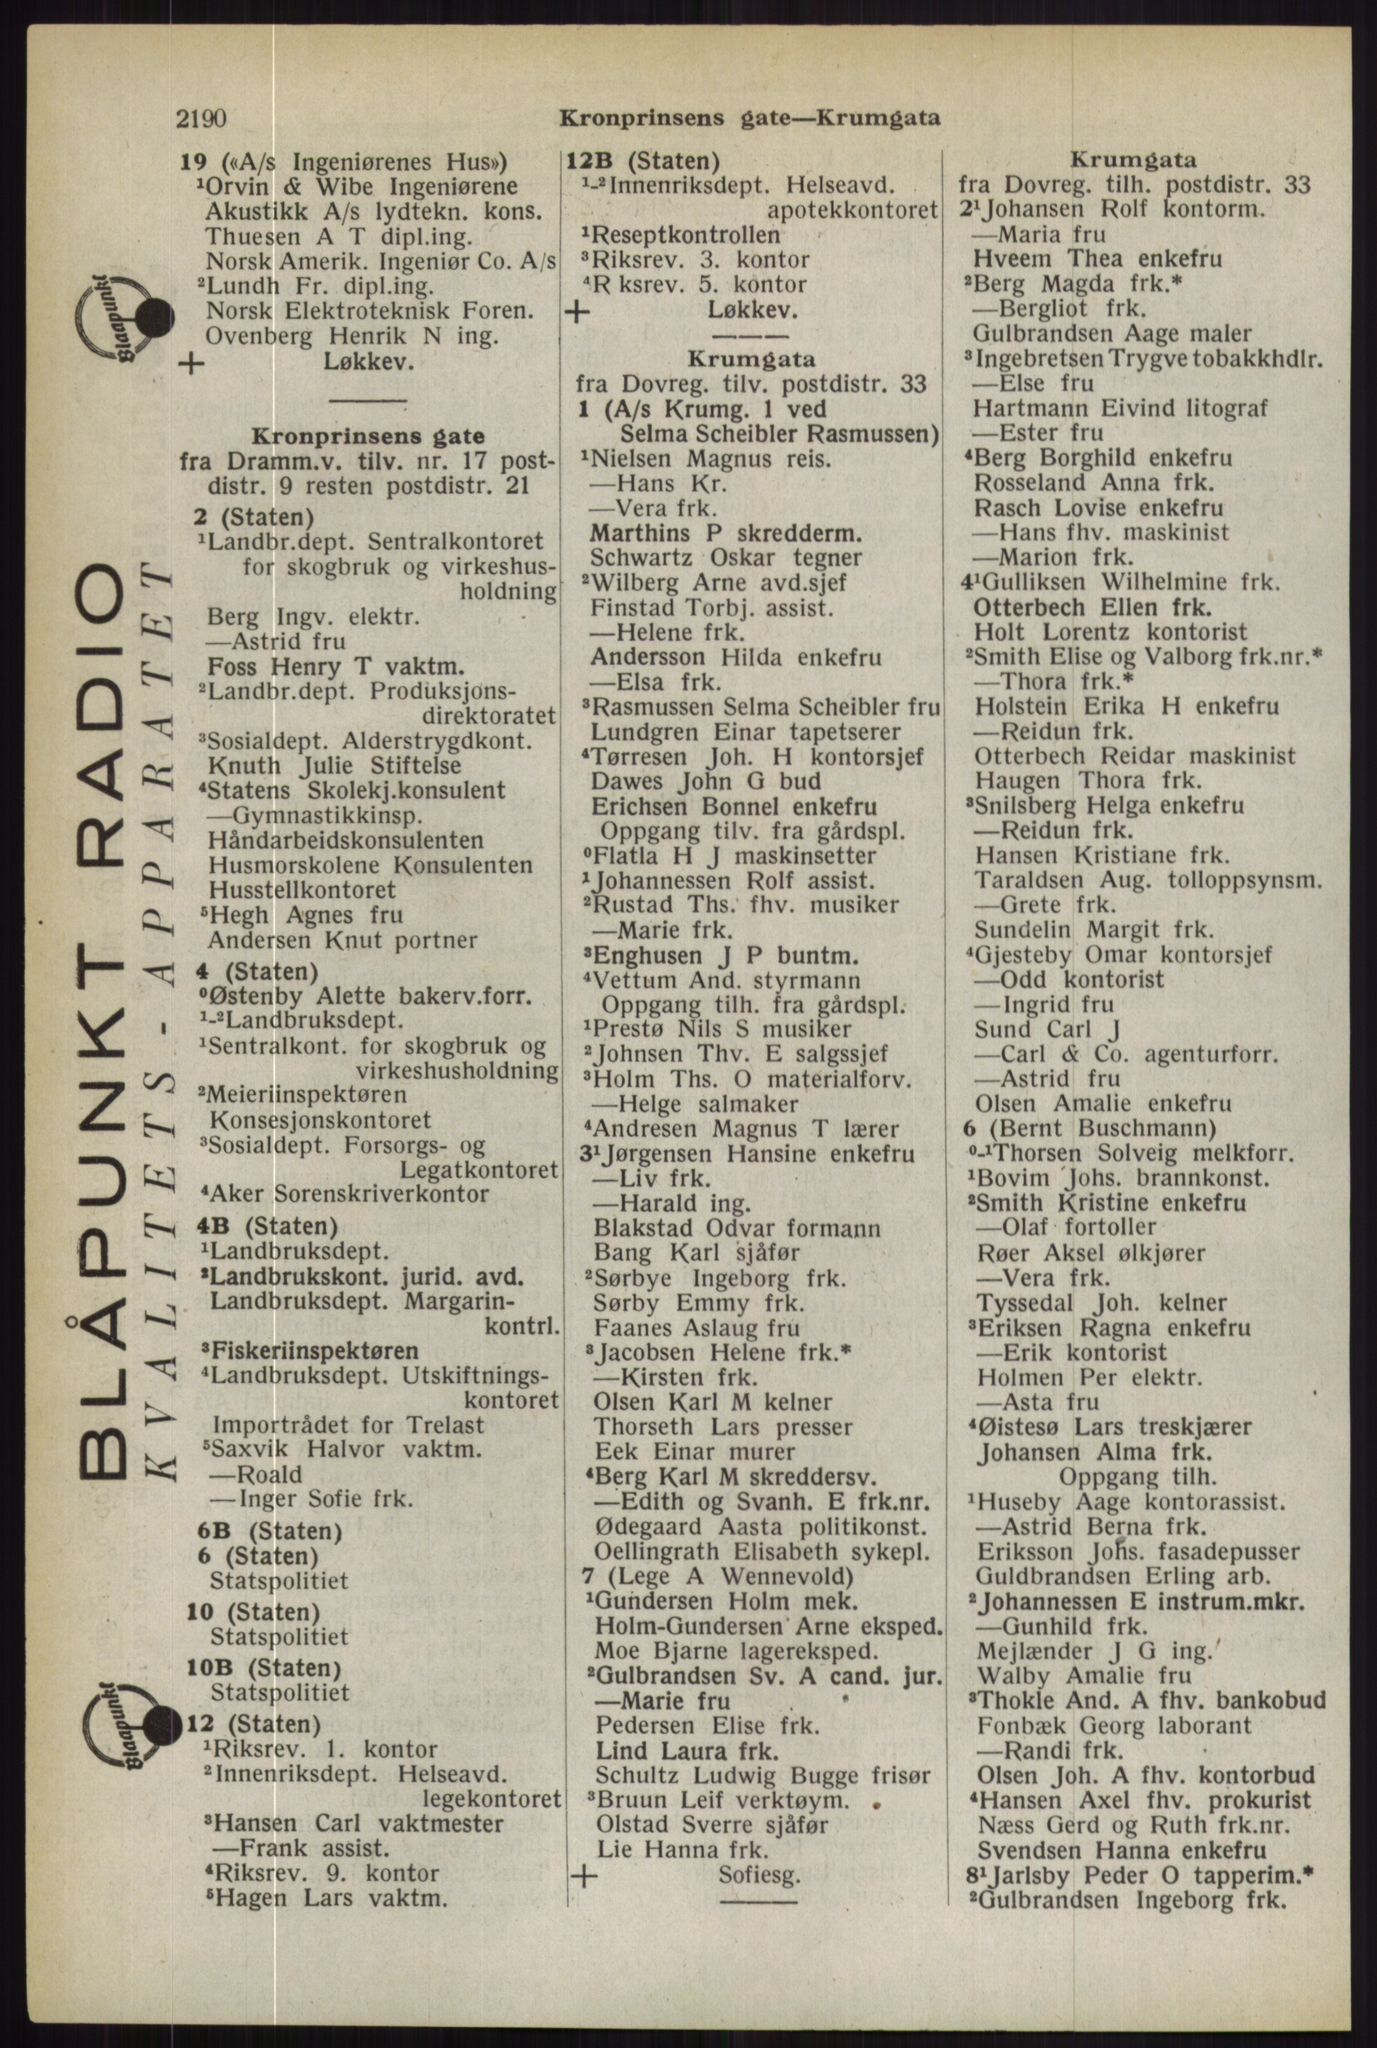 2190
Kronprinsens gate—Krumgata
19 («A/s Ingeniørenes Hus»)
¹Orvin & Wibe Ingeniørene
Akustikk A/s lydtekn. kons.
Thuesen A T dipl.ing.
Norsk Amerik. Ingeniør Co. A/s
²Lundh Fr. dipl.ing.
Norsk Elektroteknisk Foren.
Ovenberg Henrik N ing.
+ Løkkev.
Kronprinsens gate
fra Dramm.v. tilv. nr. 17 post-
distr. 9 resten postdistr. 21
2 (Staten)
¹Landbr.dept. Sentralkontoret
for skogbruk og virkeshus-
holdning
Berg Ingv. elektr.
—Astrid fru
Foss Henry T vaktm.
²Landbr.dept. Produksjons-
direktoratet
³Sosialdept. Alderstrygdkont.
Knuth Julie Stiftelse
⁴Statens Skolekj.konsulent
—Gymnastikkinsp.
Håndarbeidskonsulenten
Husmorskolene Konsulenten
Husstellkontoret
⁵Hegh Agnes fru
Andersen Knut portner
4 (Staten)
⁰Østenby Alette bakerv.forr.
¹-²Landbruksdept.
¹Sentralkont. for skogbruk og
virkeshusholdning
²Meieriinspektøren
Konsesjonskontoret
³Sosialdept. Forsorgs- og
Legatkontoret
⁴Aker Sorenskriverkontor
4B (Staten)
¹Landbruksdept.
²Landbrukskont. jurid. avd.
Landbruksdept. Margarin-
kontrl.
³Fiskeriinspektøren
⁴Landbruksdept. Utskiftnings-
kontoret
Importrådet for Trelast
⁵Saxvik Halvor vaktm.
—Roald
—Inger Sofie frk.
6B (Staten)
6 (Staten)
Statspolitiet
10 (Staten)
Statspolitiet
10B (Staten)
Statspolitiet
12 (Staten)
¹Riksrev. 1. kontor
²Innenriksdept. Helseavd.
legekontoret
³Hansen Carl vaktmester
—Frank assist.
⁴Riksrev. 9. kontor
⁵Hagen Lars vaktm.
12B (Staten)
¹-²Innenriksdept. Helseavd.
apotekkontoret
¹Reseptkontrollen
³Riksrev. 3. kontor
⁴R ksrev. 5. kontor
+ Løkkev.
Krumgata
fra Dovreg. tilv. postdistr. 33
1 (A/s Krumg. 1 ved
Selma Scheibler Rasmussen)
¹Nielsen Magnus reis.
—Hans Kr.
—Vera frk.
Marthins P skredderm.
Schwartz Oskar tegner
²Wilberg Arne avd.sjef
Finstad Torbj. assist.
—Helene frk.
Andersson Hilda enkefru
—Elsa frk.
³Rasmussen Selma Scheibler fru
Lundgren Einar tapetserer
⁴Tørresen Joh. H kontorsjef
Dawes John G bud
Erichsen Bonnel enkefru
Oppgang tilv. fra gårdspl.
⁰Flatla H J maskinsetter
¹Johannessen Rolf assist.
²Rustad Ths. fhv. musiker
—Marie frk.
³Enghusen J P buntm.
⁴Vettum And. styrmann
Oppgang tilh. fra gårdspl.
¹Prestø Nils S musiker
²Johnsen Thv. E salgssjef
³Holm Ths. O materialforv.
—Helge salmaker
⁴Andresen Magnus T lærer
3¹Jørgensen Hansine enkefru
—Liv frk.
—Harald ing.
Blakstad Odvar formann
Bang Karl sjåfør
²Sørbye Ingeborg frk.
Sørby Emmy frk.
Faanes Aslaug fru
³Jacobsen Helene frk.*
—Kirsten frk.
Olsen Karl M kelner
Thorseth Lars presser
Eek Einar murer
⁴Berg Karl M skreddersv.
—Edith og Svanh. E frk.nr.
Ødegaard Aasta politikonst.
Oellingrath Elisabeth sykepl.
7 (Lege A Wennevold)
¹Gundersen Holm mek.
Holm-Gundersen Arne eksped.
Moe Bjarne lagereksped.
²Gulbrandsen Sv. A cand. jur.
—Marie fru
Pedersen Elise frk.
Lind Laura frk.
Schultz Ludwig Bugge frisør
³Bruun Leif verktøym.
Olstad Sverre sjåfør
Lie Hanna frk.
+ Sofiesg.
Krumgata
fra Dovreg. tilh. postdistr. 33
2¹Johansen Rolf kontorm.
—Maria fru
Hveem Thea enkefru
²Berg Magda frk.*
—Bergliot frk.
Gulbrandsen Aage maler
³Ingebretsen Trygve tobakkhdlr.
—Else fru
Hartmann Eivind litograf
—Ester fru
⁴Berg Borghild enkefru
Rosseland Anna frk.
Rasch Lovise enkefru
—Hans fhv. maskinist
—Marion frk.
4¹Gulliksen Wilhelmine frk.
Otterbech Ellen frk.
Holt Lorentz kontorist
²Smith Elise og Valborg frk.nr.*
—Thora frk.*
Holstein Erika H enkefru
—Reidun frk.
Otterbech Reidar maskinist
Haugen Thora frk.
³Snilsberg Helga enkefru
—Reidun frk.
Hansen Kristiane frk.
Taraldsen Aug. tolloppsynsm.
—Grete frk.
Sundelin Margit frk.
⁴Gjesteby Omar kontorsjef
—Odd kontorist
—Ingrid fru
Sund Carl J
—Carl & Co. agenturforr.
—Astrid fru
Olsen Amalie enkefru
6 (Bernt Buschmann)
⁰-¹Thorsen Solveig melkforr.
¹Bovim Johs. brannkonst.
²Smith Kristine enkefru
—Olaf fortoller
Røer Aksel ølkjører
—Vera frk.
Tyssedal Joh. kelner
³Eriksen Ragna enkefru
—Erik kontorist
Holmen Per elektr.
—Asta fru
⁴Øistesø Lars treskjærer
Johansen Alma frk.
Oppgang tilh.
¹Huseby Aage kontorassist.
—Astrid Berna frk.
Eriksson Johs. fasadepusser
Guldbrandsen Erling arb.
²Johannessen E instrum.mkr.
—Gunhild frk.
Mejlænder J G ing.
Walby Amalie fru
³Thokle And. A fhv. bankobud
Fonbæk Georg laborant
—Randi frk.
Olsen Joh. A fhv. kontorbud
⁴Hansen Axel fhv. prokurist
Næss Gerd og Ruth frk.nr.
Svendsen Hanna enkefru
8¹Jarlsby Peder O tapperim.*
²Gulbrandsen Ingeborg frk.
Blaapunkt
BLÅPUNKT RADIO
KVALITETS-APPARATET
Blaapunkt